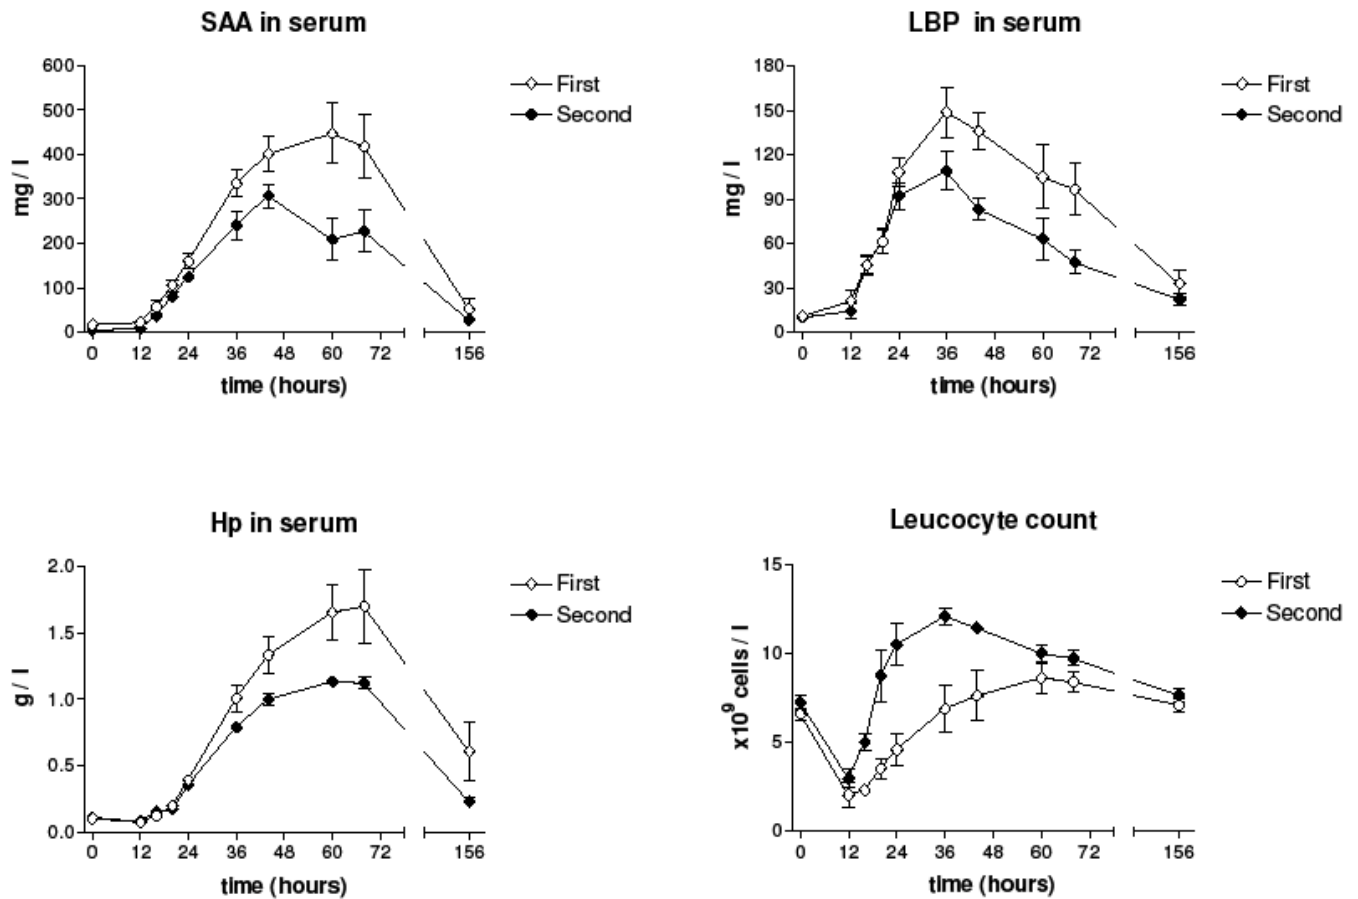 SAA in serum
600
500
400
300
200
100
0
mg / l
First
Second
0 12 24 36 48 60 72 156
time (hours)
LBP in serum
180
150
120
90
60
30
0
mg / l
First
Second
0 12 24 36 48 60 72 156
time (hours)
Hp in serum
2.0
1.5
1.0
0.5
0.0
g / l
First
Second
0 12 24 36 48 60 72 156
time (hours)
Leucocyte count
15
10
5
0
x10⁹ cells / l
First
Second
0 12 24 36 48 60 72 156
time (hours)